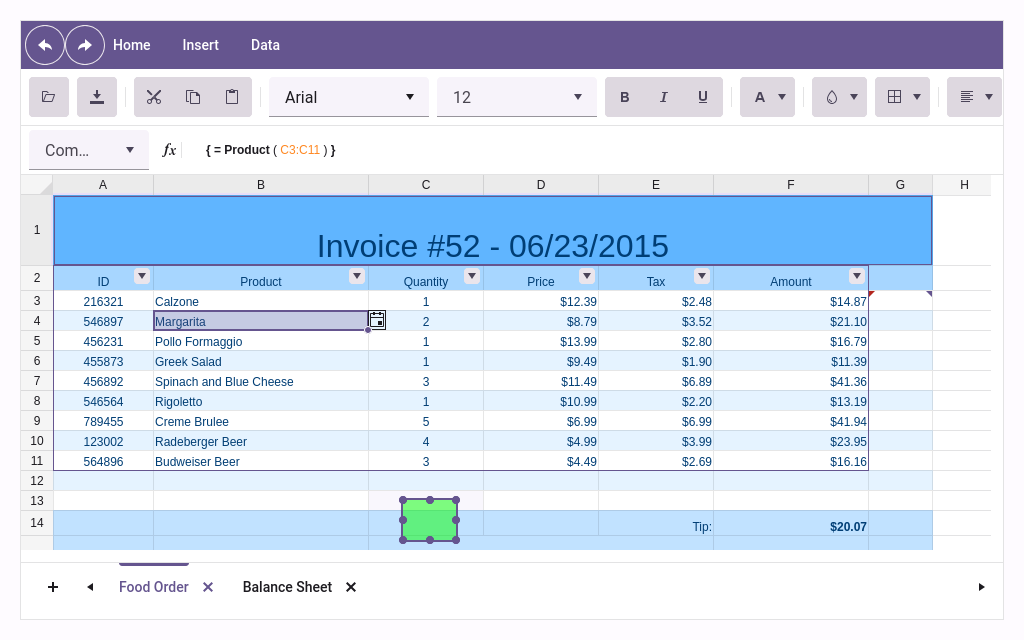 Home Insert Data
Arial 12 B I U A
Com... fx { = Product ( C3:C11 ) }
A B C D E F G H
1 Invoice #52 - 06/23/2015
2 ID Product Quantity Price Tax Amount
3 216321 Calzone 1 $12.39 $2.48 $14.87
4 546897 Margarita 2 $8.79 $3.52 $21.10
5 456231 Pollo Formaggio 1 $13.99 $2.80 $16.79
6 455873 Greek Salad 1 $9.49 $1.90 $11.39
7 456892 Spinach and Blue Cheese 3 $11.49 $6.89 $41.36
8 546564 Rigoletto 1 $10.99 $2.20 $13.19
9 789455 Creme Brulee 5 $6.99 $6.99 $41.94
10 123002 Radeberger Beer 4 $4.99 $3.99 $23.95
11 564896 Budweiser Beer 3 $4.49 $2.69 $16.16
12
13
14 Tip: $20.07
Food Order Balance Sheet